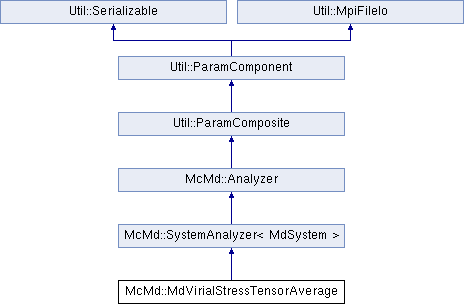 Util::Serializable
Util::MpiFileIo
Util::ParamComponent
Util::ParamComposite
McMd::Analyzer
McMd::SystemAnalyzer< MdSystem >
McMd::MdVirialStressTensorAverage